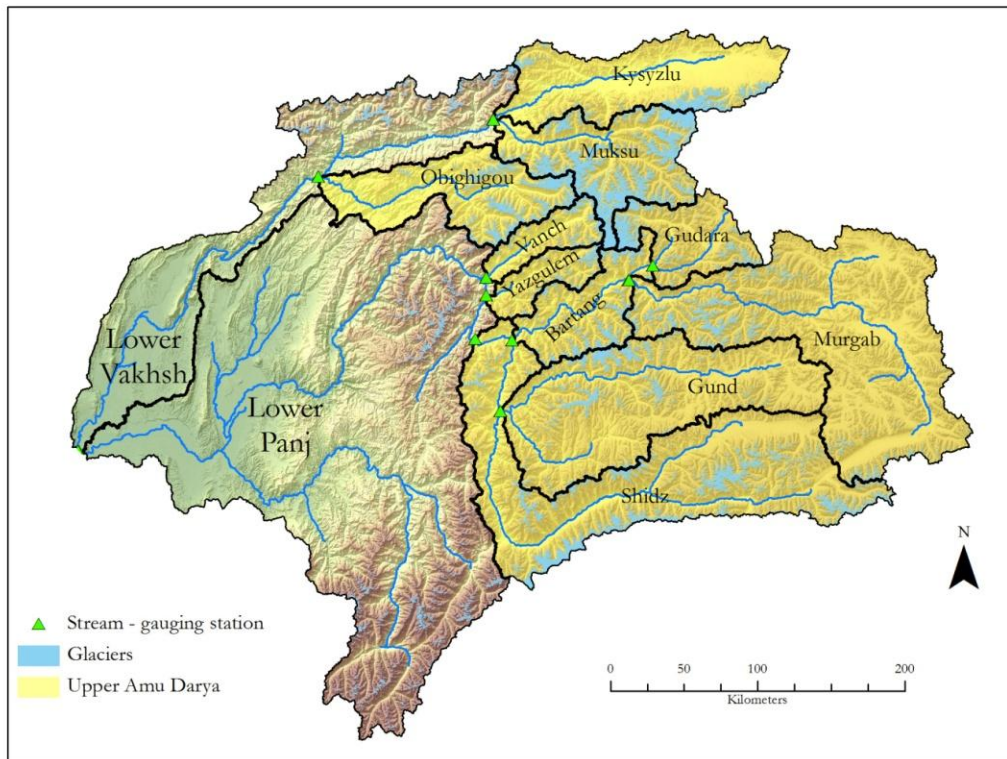 Kysyzlu
Muksu
Obighigou
Vanch
Gudara
Yazgulem
Bartang
Murgab
Lower
Vakhsh
Gund
Lower
Panj
Shidz
N
Stream - gauging station
Glaciers
Upper Amu Darya
0 50 100 200
Kilometers